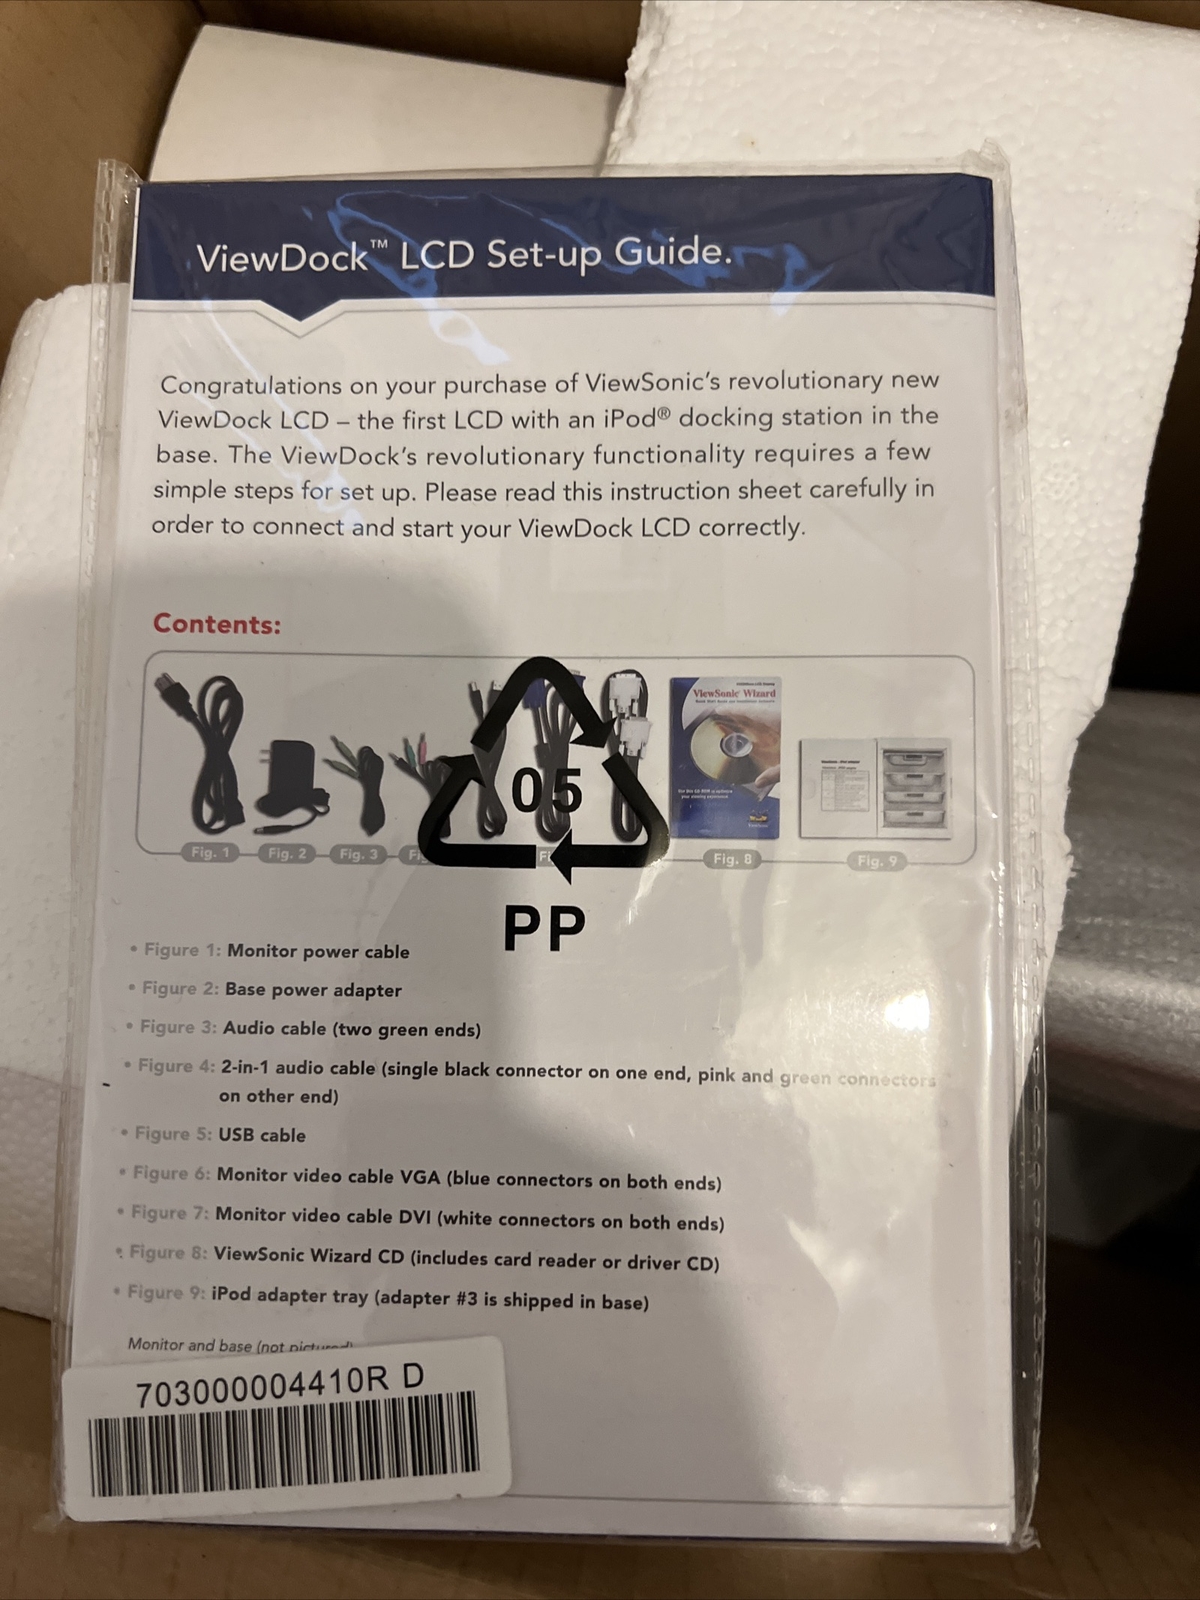 ViewDock™ LCD Set-up Guide.
Congratulations on your purchase of ViewSonic's revolutionary new
ViewDock LCD – the first LCD with an iPod® docking station in the
base. The ViewDock's revolutionary functionality requires a few
simple steps for set up. Please read this instruction sheet carefully in
order to connect and start your ViewDock LCD correctly.
Contents:
ViewSonic® Wizard
05
PP
Fig. 1
Fig. 2
Fig. 3
Fig. 8
Fig. 9
• Figure 1: Monitor power cable
• Figure 2: Base power adapter
• Figure 3: Audio cable (two green ends)
• Figure 4: 2-in-1 audio cable (single black connector on one end, pink and green connectors
on other end)
• Figure 5: USB cable
• Figure 6: Monitor video cable VGA (blue connectors on both ends)
• Figure 7: Monitor video cable DVI (white connectors on both ends)
• Figure 8: ViewSonic Wizard CD (includes card reader or driver CD)
• Figure 9: iPod adapter tray (adapter #3 is shipped in base)
Monitor and base (not pictured)
703000004410R D